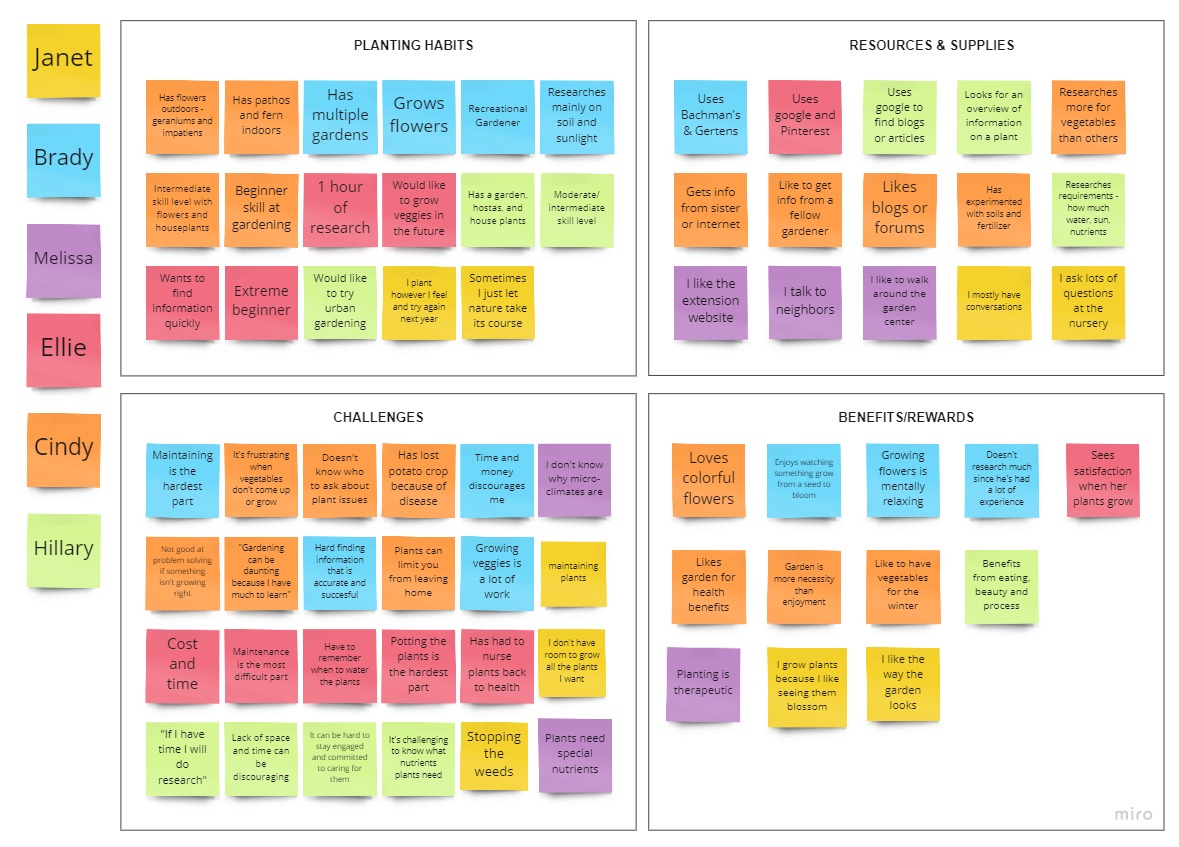 Janet
Brady
Melissa
Ellie
Cindy
Hillary
PLANTING HABITS
Has flowers
outdoors -
geraniums and
impatiens
Has pathos
and fern
indoors
Has
multiple
gardens
Grows
flowers
Recreational
Gardener
Researches
mainly on
soil and
sunlight
Intermediate
skill level with
flowers and
houseplants
Beginner
skill at
gardening
1 hour
of
research
Would like
to grow
veggies in
the future
Has a garden,
hostas, and
house plants
Moderate/
intermediate
skill level
Wants to
find
information
quickly
Extreme
beginner
Would like
to try
urban
gardening
I plant
however I feel
and try again
next year
Sometimes
I just let
nature take
its course
RESOURCES & SUPPLIES
Uses
Bachman's
& Gertens
Uses
google and
Pinterest
Uses
google to
find blogs
or articles
Looks for an
overview of
information
on a plant
Researches
more for
vegetables
than others
Gets info
from sister
or internet
Like to get
info from a
fellow
gardener
Likes
blogs or
forums
Has
experimented
with soils and
fertilizer
Researches
requirements -
how much
water, sun,
nutrients
I like the
extension
website
I talk to
neighbors
I like to walk
around the
garden
center
I mostly have
conversations
I ask lots of
questions
at the
nursery
CHALLENGES
Maintaining
is the
hardest
part
It's frustrating
when
vegetables
don't come up
or grow
Doesn't
know who
to ask about
plant issues
Has lost
potato crop
because of
disease
Time and
money
discourages
me
I don't know
why micro-
climates are
Not good at
problem solving
if something
isn't growing
right
"Gardening
can be
daunting
because I have
much to learn"
Hard finding
information
that is
accurate and
succesful
Plants can
limit you
from leaving
home
Growing
veggies is
a lot of
work
maintaining
plants
Cost
and
time
Maintenance
is the most
difficult part
Have to
remember
when to water
the plants
Potting the
plants is
the hardest
part
Has had to
nurse
plants back
to health
I don't have
room to grow
all the plants
I want
"If I have
time I will
do
research"
Lack of space
and time can
be
discouraging
It can be hard to
stay engaged
and committed
to caring for
them
It's challenging
to know what
nutrients
plants need
Stopping
the
weeds
Plants need
special
nutrients
BENEFITS/REWARDS
Loves
colorful
flowers
Enjoys watching
something grow
from a seed to
bloom
Growing
flowers is
mentally
relaxing
Doesn't
research much
since he's had
a lot of
experience
Sees
satisfaction
when her
plants grow
Likes
garden for
health
benefits
Garden is
more necessity
than
enjoyment
Like to have
vegetables
for the
winter
Benefits
from eating,
beauty and
process
Planting is
therapeutic
I grow plants
because I like
seeing them
blossom
I like the
way the
garden
looks
miro